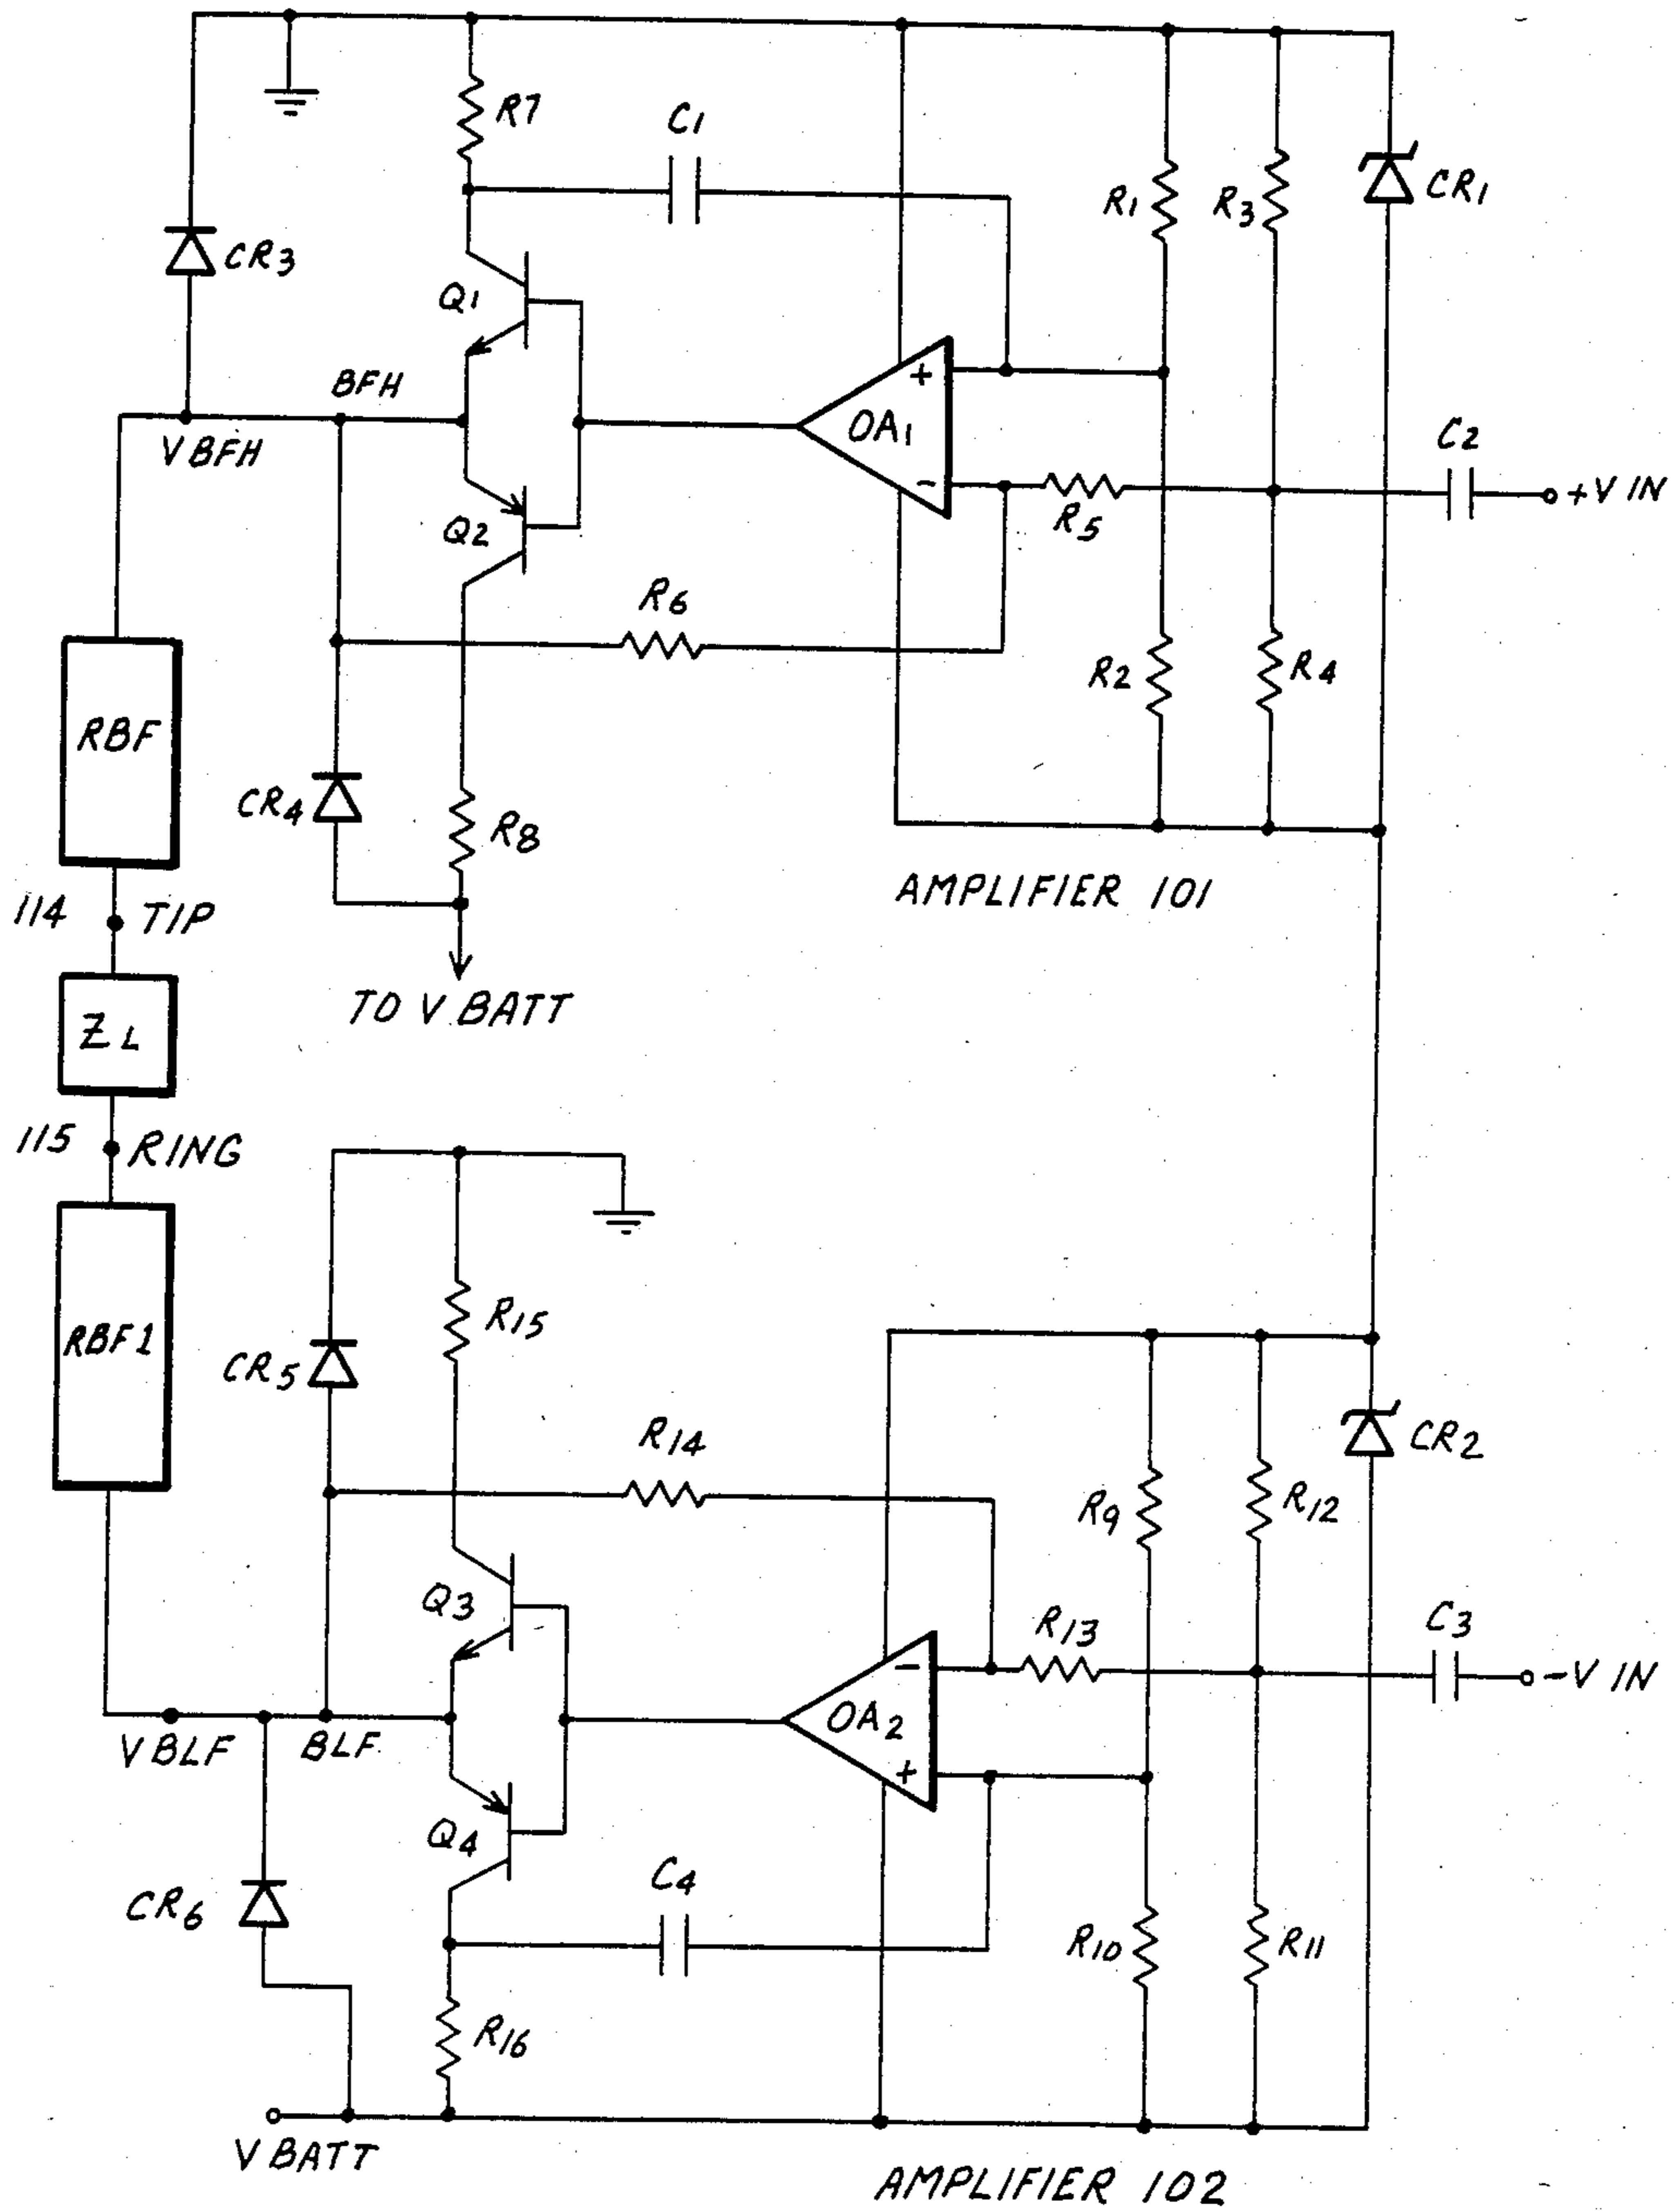 R7
C1
CR3
Q1
R1
R3
CR1
BFH
VBFH
+
OA1
-
C2
+V IN
R5
Q2
R6
R2
R4
RBF
CR4
R8
AMPLIFIER 101
114
TIP
TO V BATT
ZL
115
RING
R15
RBF1
CR5
CR2
R14
R9
R12
Q3
R13
C3
-
-V IN
OA2
VBLF
BLF
+
Q4
C4
CR6
R10
R11
R16
V BATT
AMPLIFIER 102